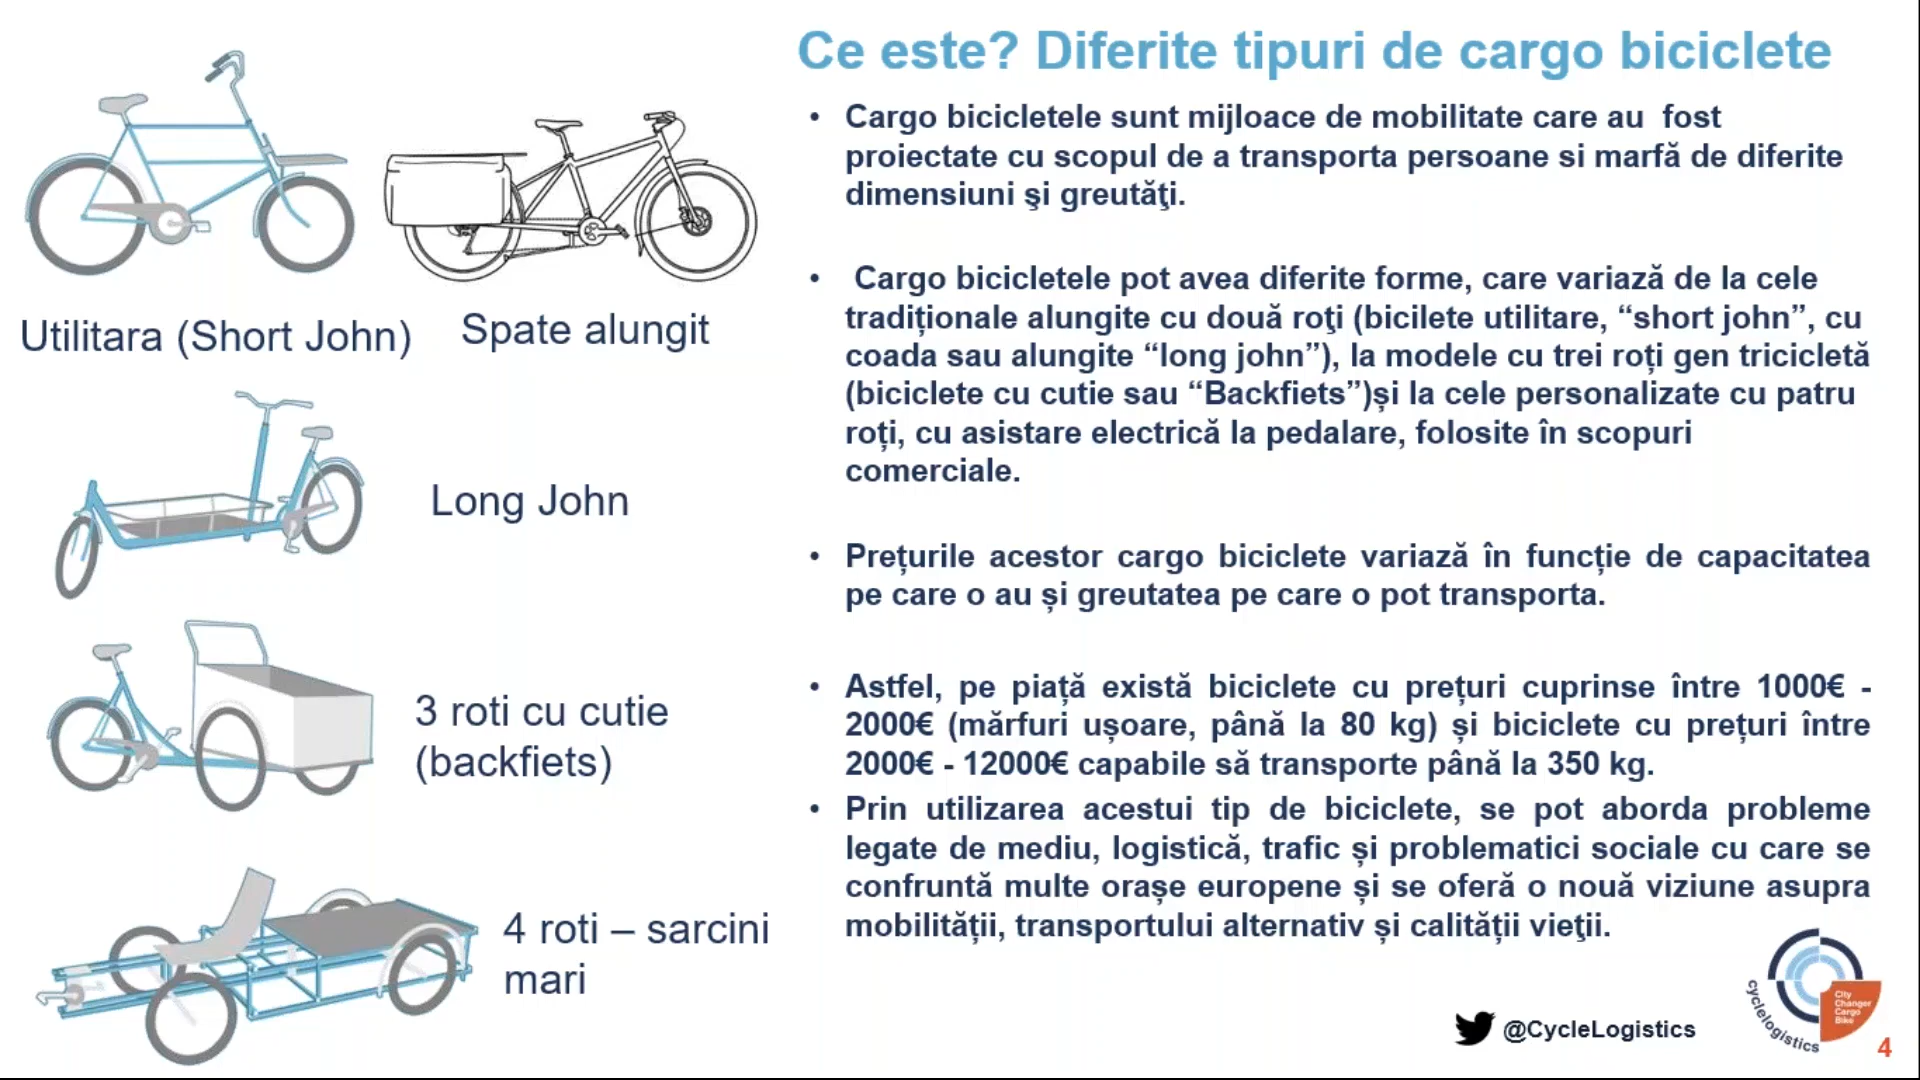 Ce este? Diferite tipuri de cargo biciclete
Utilitara (Short John)
Spate alungit
Long John
3 roti cu cutie
(backfiets)
4 roti – sarcini
mari
• Cargo bicicletele sunt mijloace de mobilitate care au fost
proiectate cu scopul de a transporta persoane si marfă de diferite
dimensiuni şi greutăţi.
• Cargo bicicletele pot avea diferite forme, care variază de la cele
tradiționale alungite cu două roţi (bicilete utilitare, “short john”, cu
coada sau alungite “long john”), la modele cu trei roți gen tricicletă
(biciclete cu cutie sau “Backfiets”)și la cele personalizate cu patru
roți, cu asistare electrică la pedalare, folosite în scopuri
comerciale.
• Prețurile acestor cargo biciclete variază în funcție de capacitatea
pe care o au și greutatea pe care o pot transporta.
• Astfel, pe piață există biciclete cu prețuri cuprinse între 1000€ -
2000€ (mărfuri ușoare, până la 80 kg) și biciclete cu prețuri între
2000€ - 12000€ capabile să transporte până la 350 kg.
• Prin utilizarea acestui tip de biciclete, se pot aborda probleme
legate de mediu, logistică, trafic și problematici sociale cu care se
confruntă multe orașe europene și se oferă o nouă viziune asupra
mobilității, transportului alternativ și calității vieţii.
@CycleLogistics
cyclelogistics
City
Changer
Cargo
Bike
4